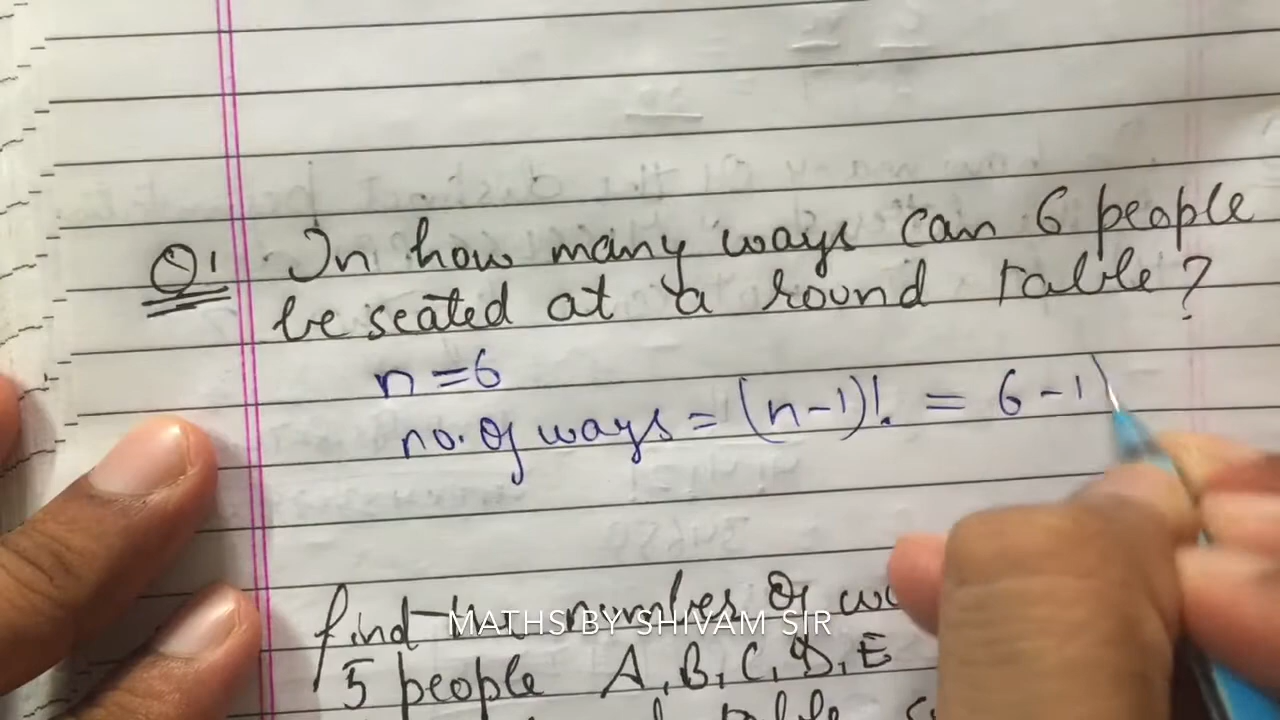 Q1 In how many ways can 6 people
be seated at a round table?
n = 6
no. of ways = (n-1)! = 6-1)
find the number of
5 people A, B, C, D, E
MATHS BY SHIVAM SIR